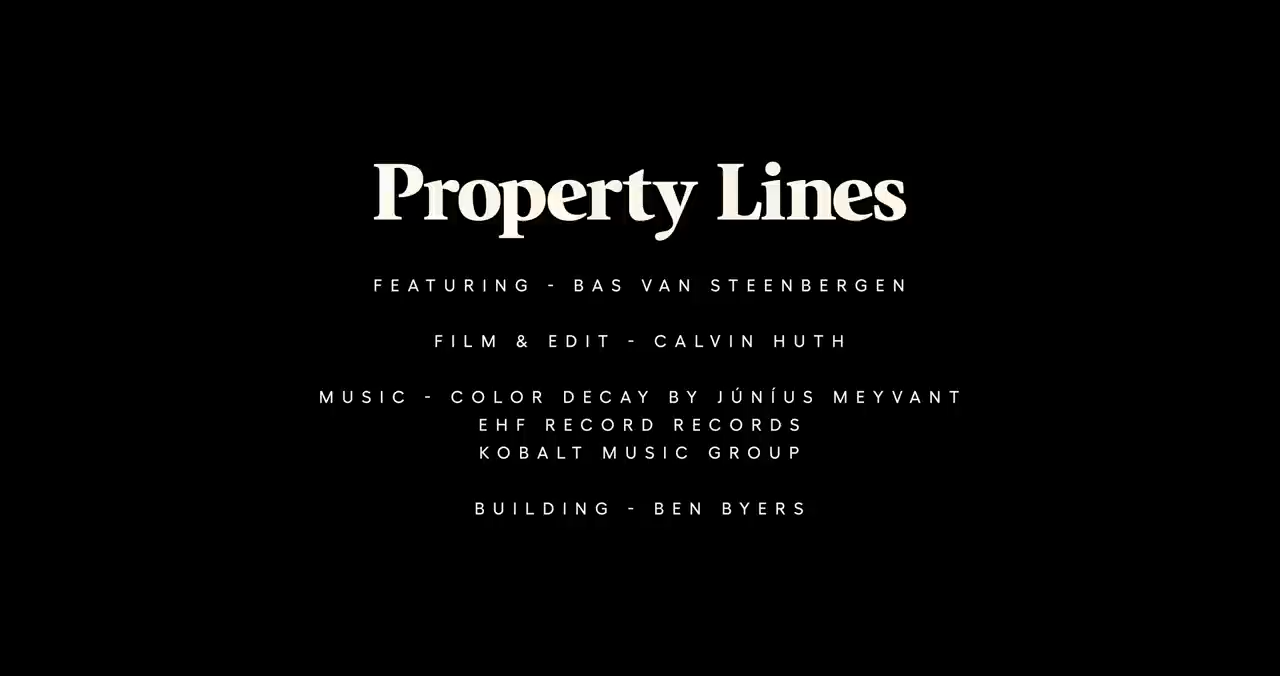 Property Lines
FEATURING - BAS VAN STEENBERGEN
FILM & EDIT - CALVIN HUTH
MUSIC - COLOR DECAY BY JÚNÍUS MEYVANT
EHF RECORD RECORDS
KOBALT MUSIC GROUP
BUILDING - BEN BYERS